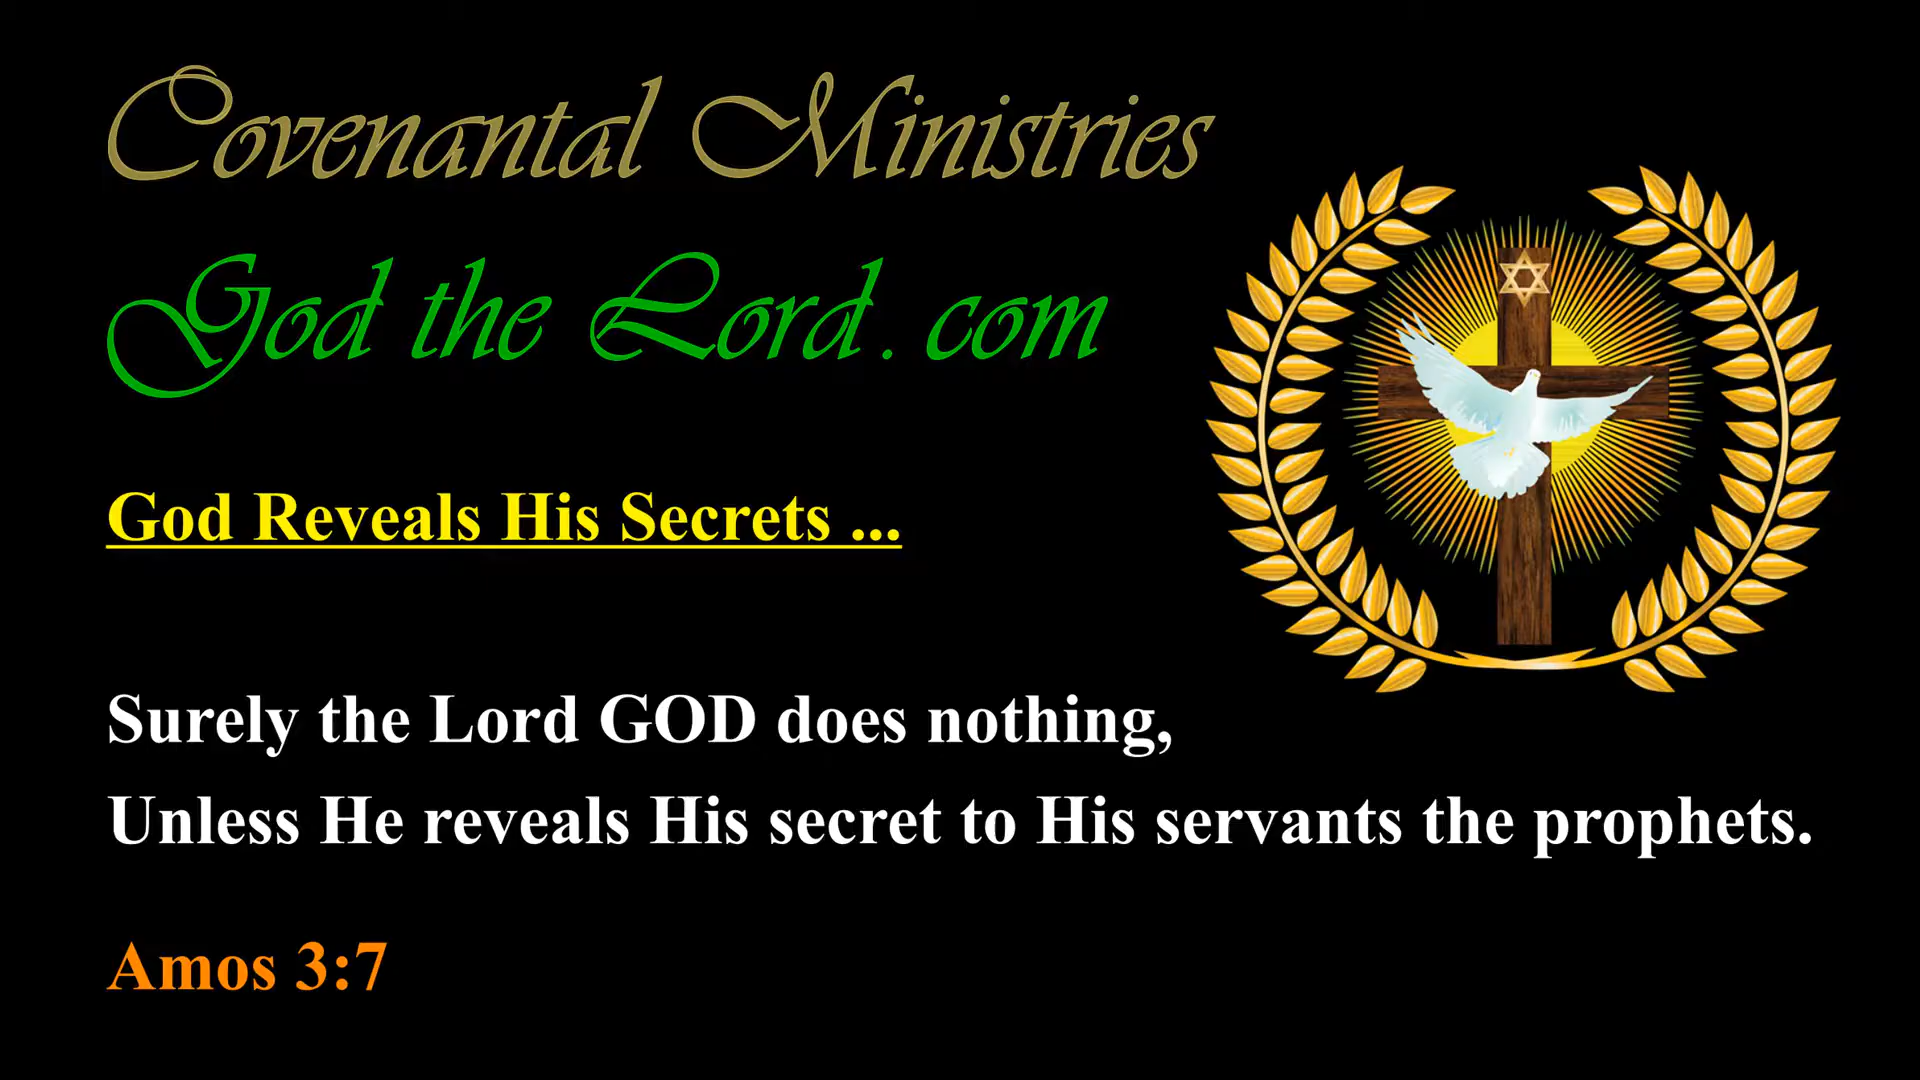 Covenantal Ministries
God the Lord . com
God Reveals His Secrets ...
Surely the Lord GOD does nothing,
Unless He reveals His secret to His servants the prophets.
Amos 3:7